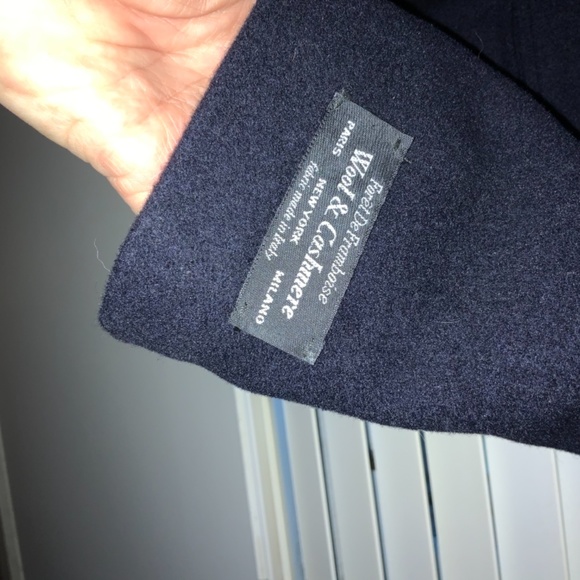 Forêt De Framboise
Wool & Cashmere
PARIS NEW YORK MILANO
fabric made in Italy